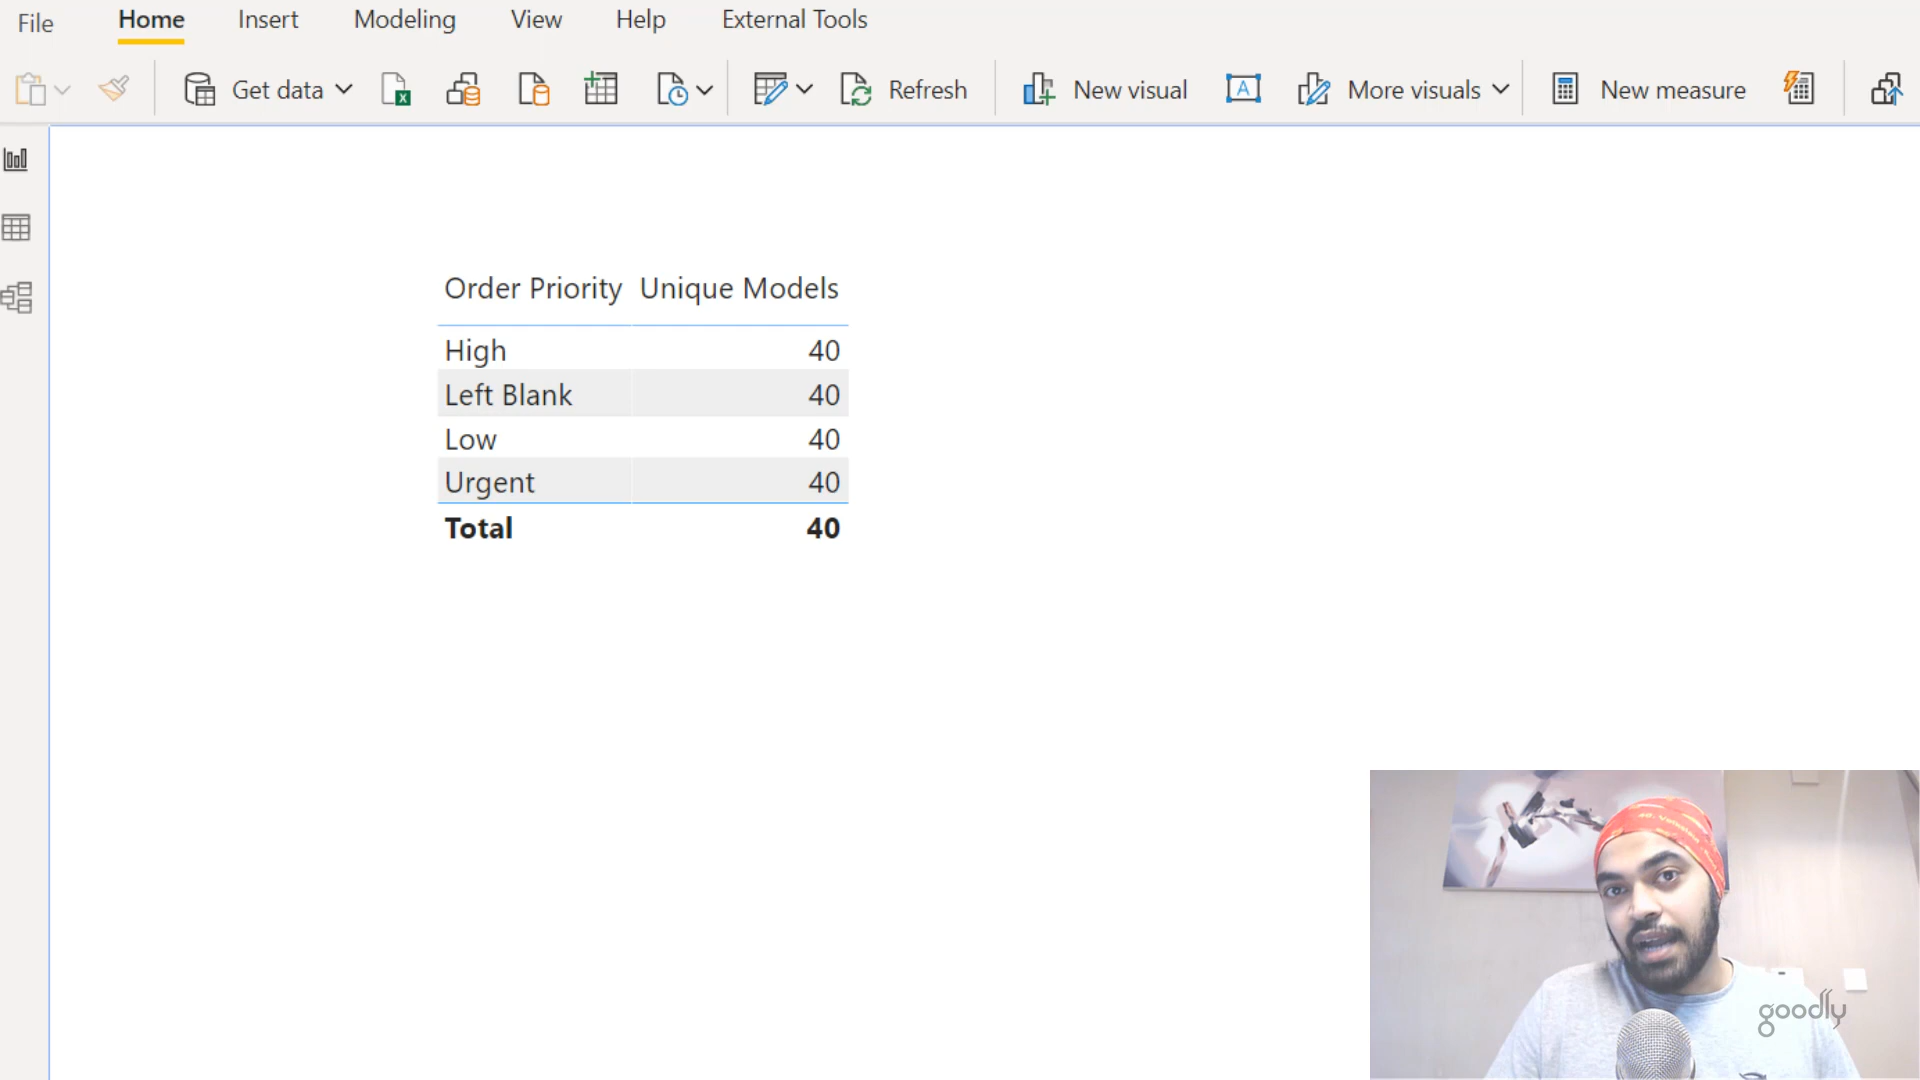 File Home Insert Modeling View Help External Tools
Get data Refresh New visual A More visuals New measure
Order Priority Unique Models
High 40
Left Blank 40
Low 40
Urgent 40
Total 40
goodly